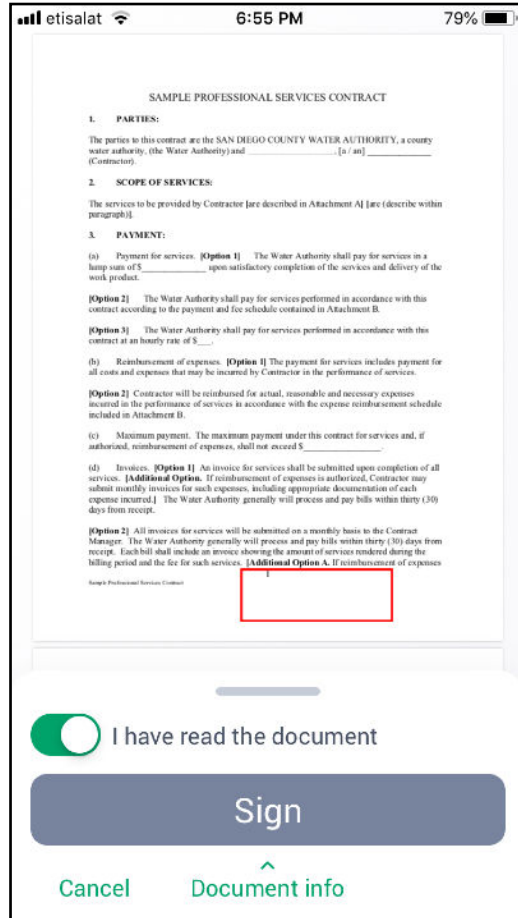 etisalat 6:55 PM 79%
SAMPLE PROFESSIONAL SERVICES CONTRACT
1. PARTIES:
The parties to this contract are the SAN DIEGO COUNTY WATER AUTHORITY, a county
water authority, (the Water Authority) and ____________________, [a / an] ______________
(Contractor).
2. SCOPE OF SERVICES:
The services to be provided by Contractor [are described in Attachment A] [are (describe within
paragraph)].
3. PAYMENT:
(a) Payment for services. [Option 1] The Water Authority shall pay for services in a
lump sum of $______________ upon satisfactory completion of the services and delivery of the
work product.
[Option 2] The Water Authority shall pay for services performed in accordance with this
contract according to the payment and fee schedule contained in Attachment B.
[Option 3] The Water Authority shall pay for services performed in accordance with this
contract at an hourly rate of $___.
(b) Reimbursement of expenses. [Option 1] The payment for services includes payment for
all costs and expenses that may be incurred by Contractor in the performance of services.
[Option 2] Contractor will be reimbursed for actual, reasonable and necessary expenses
incurred in the performance of services in accordance with the expense reimbursement schedule
included in Attachment B.
(c) Maximum payment. The maximum payment under this contract for services and, if
authorized, reimbursement of expenses, shall not exceed $_________________.
(d) Invoices. [Option 1] An invoice for services shall be submitted upon completion of all
services. [Additional Option. If reimbursement of expenses is authorized, Contractor may
submit monthly invoices for such expenses, including appropriate documentation of each
expense incurred.] The Water Authority generally will process and pay bills within thirty (30)
days from receipt.
[Option 2] All invoices for services will be submitted on a monthly basis to the Contract
Manager. The Water Authority generally will process and pay bills within thirty (30) days from
receipt. Each bill shall include an invoice showing the amount of services rendered during the
billing period and the fee for such services. [Additional Option A. If reimbursement of expenses
1
Sample Professional Services Contract
I have read the document
Sign
Cancel Document info